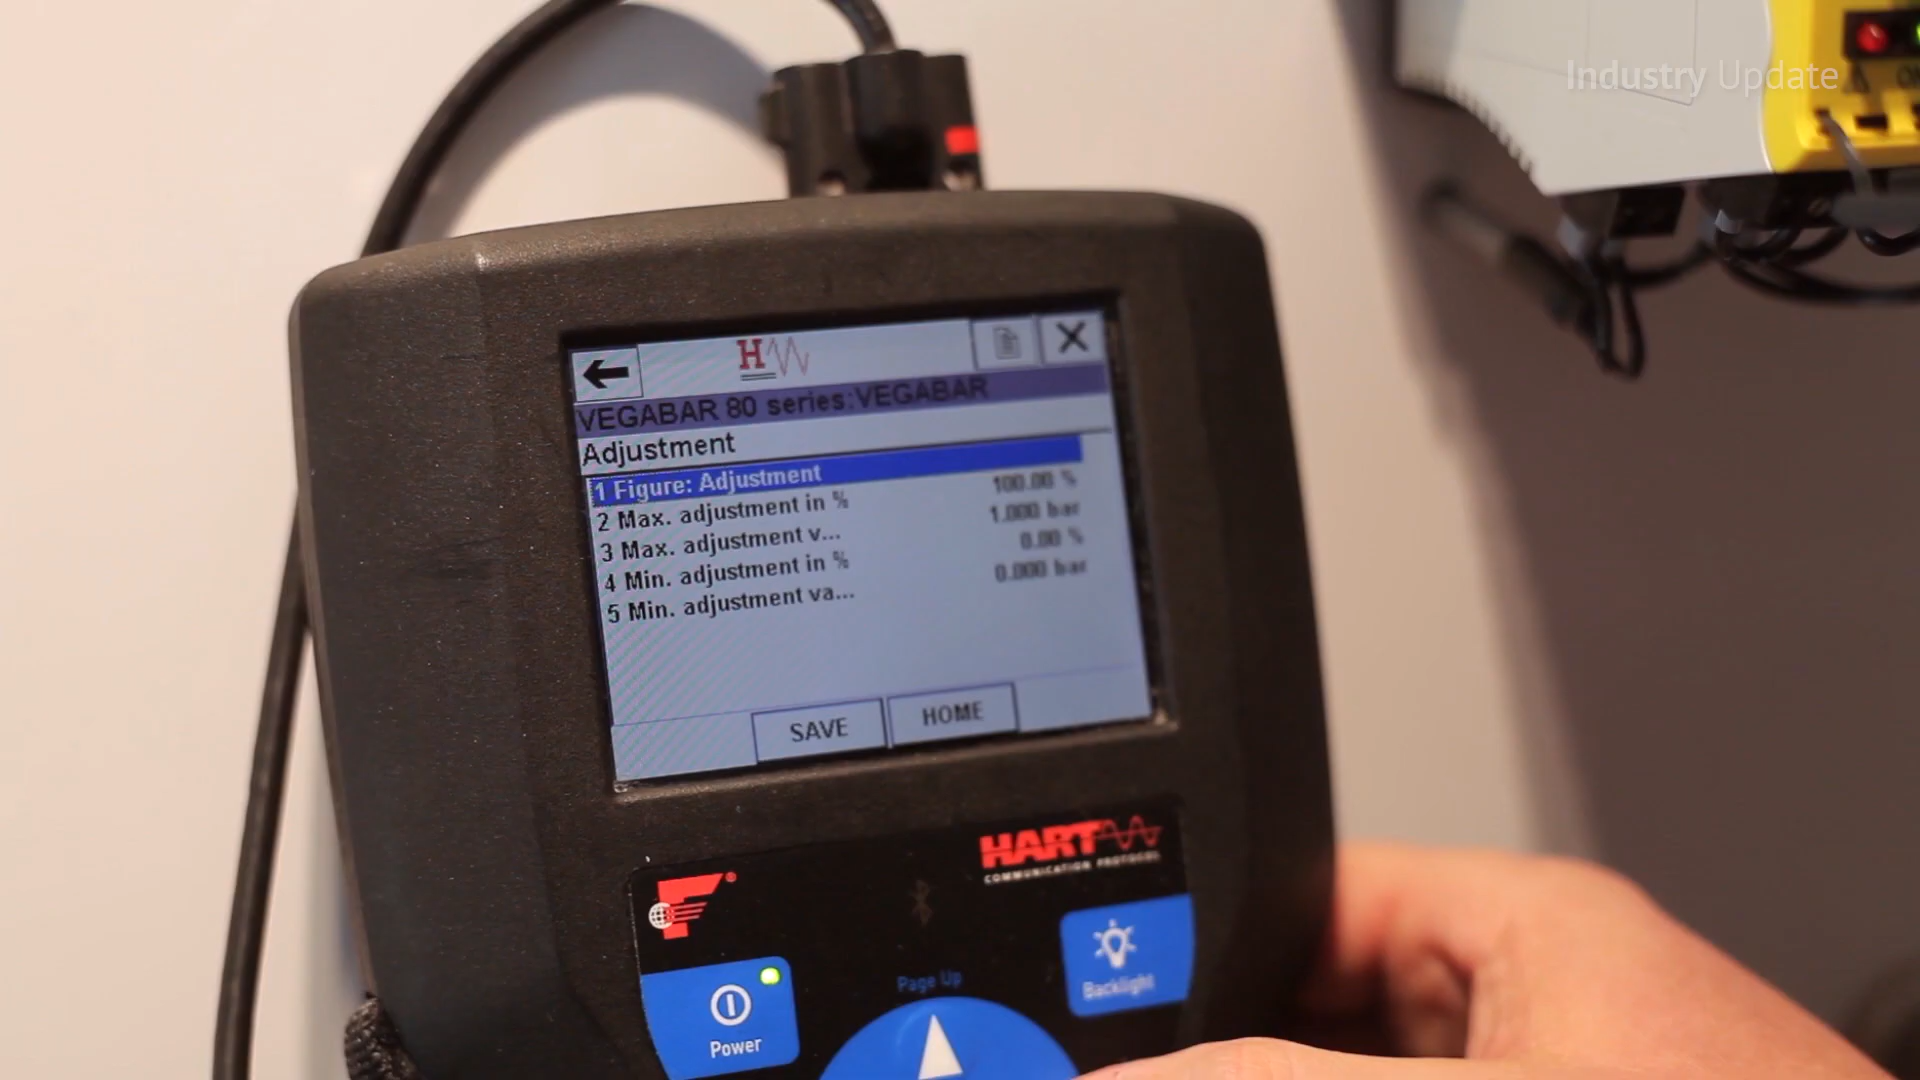 Industry Update
H
VEGABAR 80 series:VEGABAR
Adjustment
1 Figure: Adjustment
2 Max. adjustment in % 100.00 %
3 Max. adjustment v... 1.000 bar
4 Min. adjustment in % 0.00 %
5 Min. adjustment va... 0.000 bar
SAVE HOME
HART
COMMUNICATION PROTOCOL
F®
Page Up
Backlight
Power